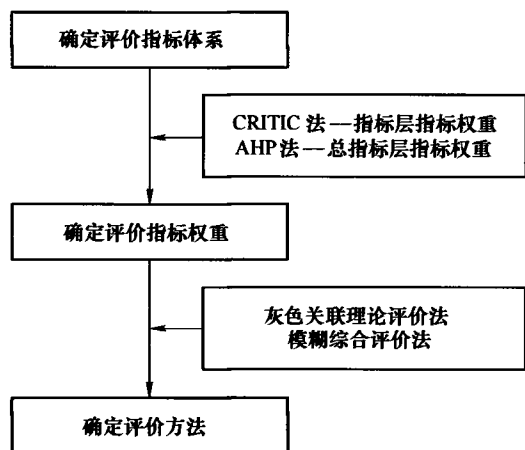 确定评价指标体系
CRITIC 法 — 指标层指标权重
AHP 法 — 总指标层指标权重
确定评价指标权重
灰色关联理论评价法
模糊综合评价法
确定评价方法